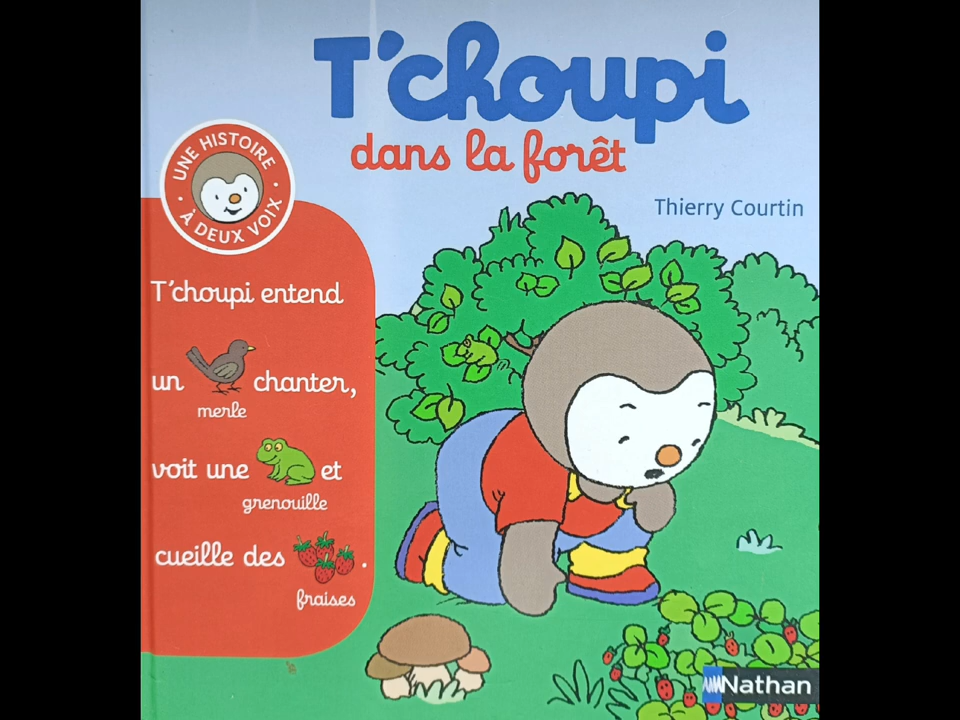 T'choupi
dans la forêt
Thierry Courtin
UNE HISTOIRE
À DEUX VOIX
T'choupi entend
un chanter,
merle
voit une et
grenouille
cueille des .
fraises
Nathan